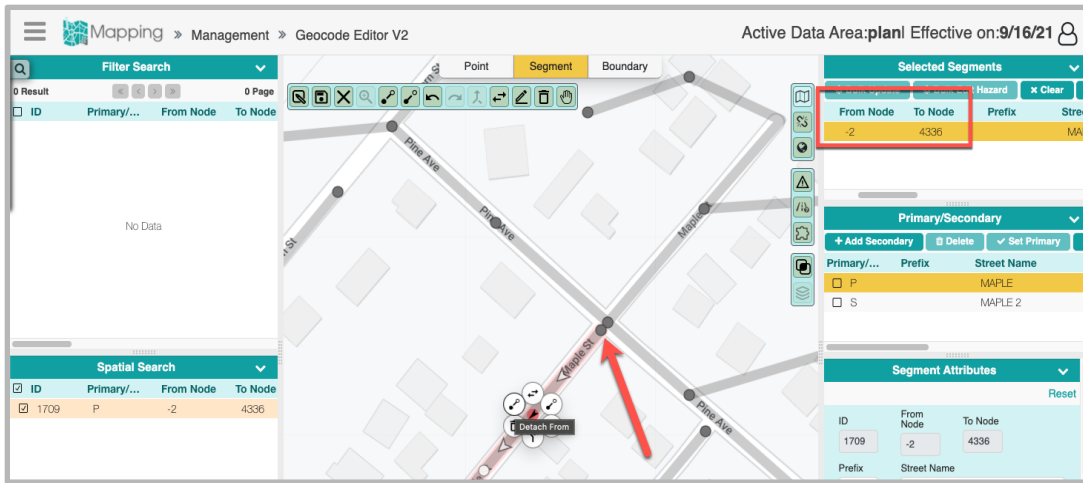 Mapping » Management » Geocode Editor V2
Active Data Area:plan| Effective on:9/16/21
Filter Search
0 Result
0 Page
ID Primary/... From Node To Node
No Data
Spatial Search
ID Primary/... From Node To Node
1709 P -2 4336
Point Segment Boundary
Pine Ave
Pine Ave
Maple St
Pine Ave
Detach From
Selected Segments
Hazard × Clear
From Node To Node Prefix Stre
-2 4336 MA
Primary/Secondary
+ Add Secondary Delete Set Primary
Primary/... Prefix Street Name
P MAPLE
S MAPLE 2
Segment Attributes
Reset
ID From Node To Node
1709 -2 4336
Prefix Street Name